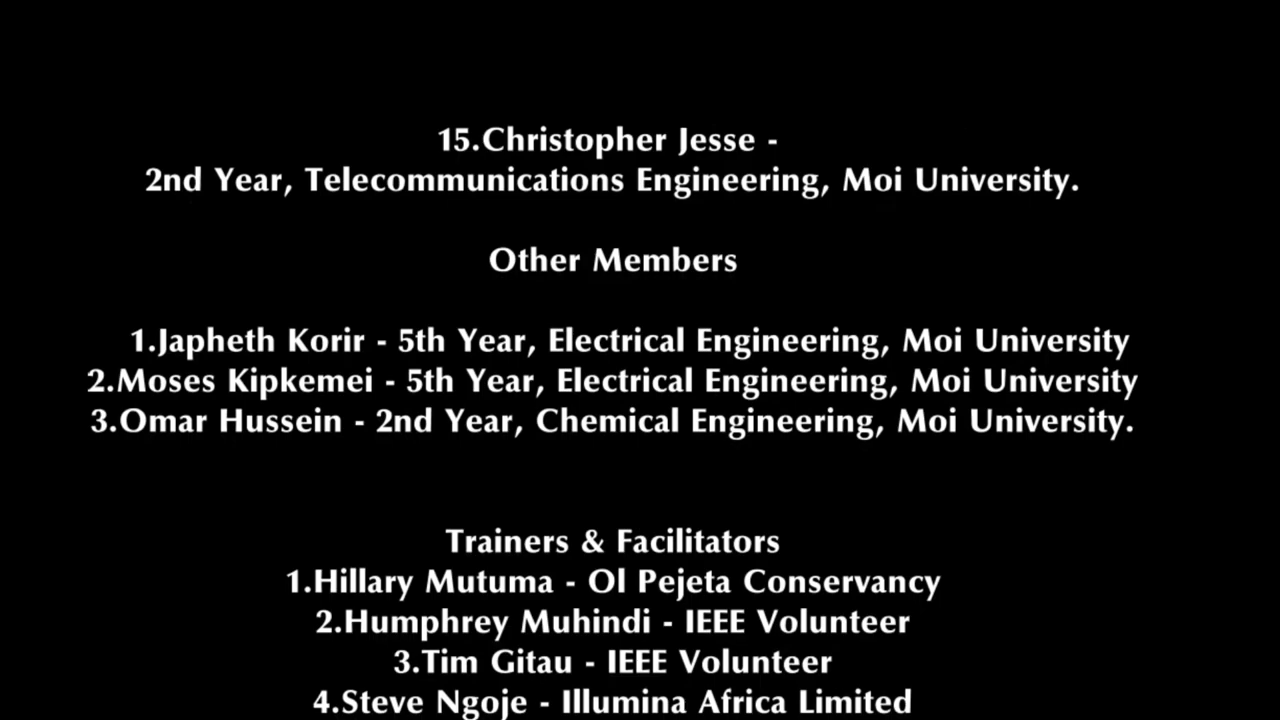 15.Christopher Jesse -
2nd Year, Telecommunications Engineering, Moi University.
Other Members
1.Japheth Korir - 5th Year, Electrical Engineering, Moi University
2.Moses Kipkemei - 5th Year, Electrical Engineering, Moi University
3.Omar Hussein - 2nd Year, Chemical Engineering, Moi University.
Trainers & Facilitators
1.Hillary Mutuma - Ol Pejeta Conservancy
2.Humphrey Muhindi - IEEE Volunteer
3.Tim Gitau - IEEE Volunteer
4.Steve Ngoje - Illumina Africa Limited